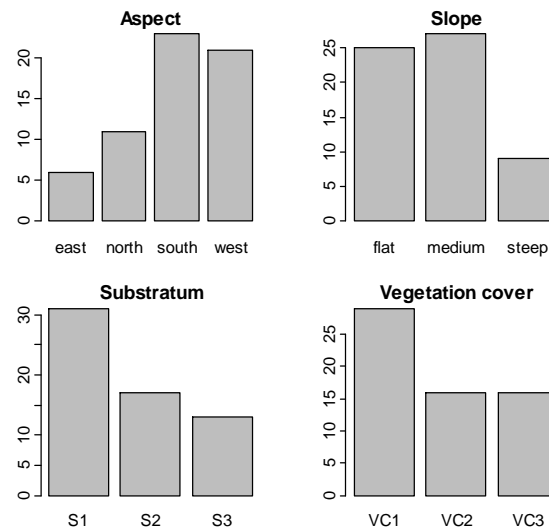 Aspect
20
15
10
5
0
east north south west
Slope
25
20
15
10
5
0
flat medium steep
Substratum
30
20
10
5
0
S1 S2 S3
Vegetation cover
25
20
15
10
5
0
VC1 VC2 VC3